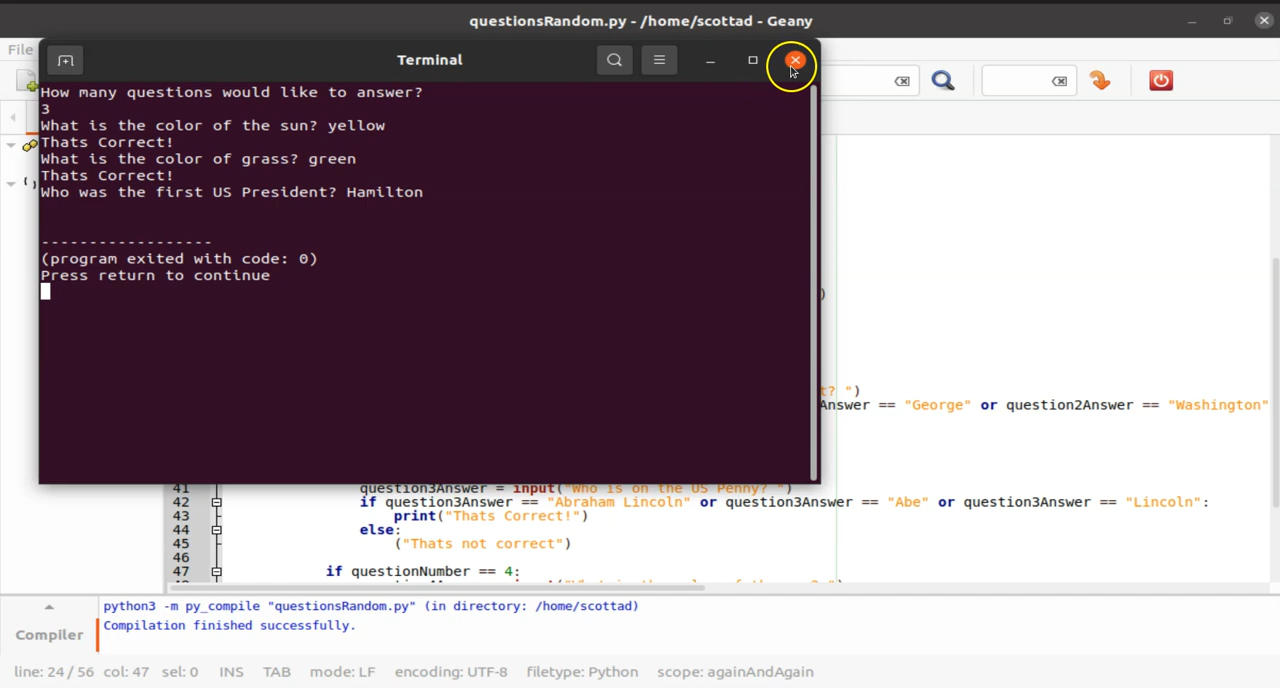 questionsRandom.py - /home/scottad - Geany
File
Terminal
How many questions would like to answer?
3
What is the color of the sun? yellow
Thats Correct!
What is the color of grass? green
Thats Correct!
Who was the first US President? Hamilton
------------------
(program exited with code: 0)
Press return to continue
)
t? ")
Answer == "George" or question2Answer == "Washington"
41 question3Answer = input("Who is on the US Penny? ")
42 if question3Answer == "Abraham Lincoln" or question3Answer == "Abe" or question3Answer == "Lincoln":
43 print("Thats Correct!")
44 else:
45 ("Thats not correct")
46
47 if questionNumber == 4:
Compiler
python3 -m py_compile "questionsRandom.py" (in directory: /home/scottad)
Compilation finished successfully.
line: 24 / 56 col: 47 sel: 0 INS TAB mode: LF encoding: UTF-8 filetype: Python scope: againAndAgain